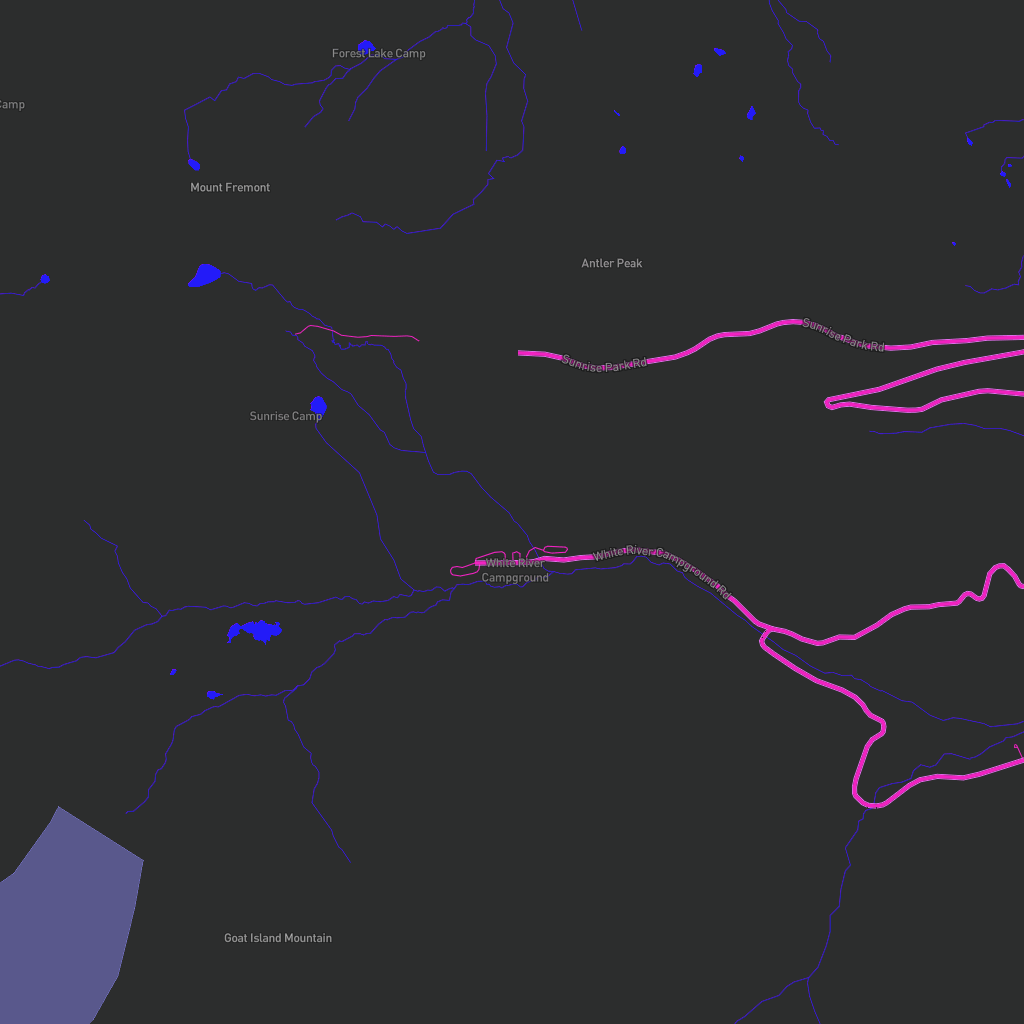 Forest Lake Camp
Camp
Mount Fremont
Antler Peak
Sunrise Park Rd
Sunrise Park Rd
Sunrise Camp
White River Campground Rd
White River
Campground
Goat Island Mountain